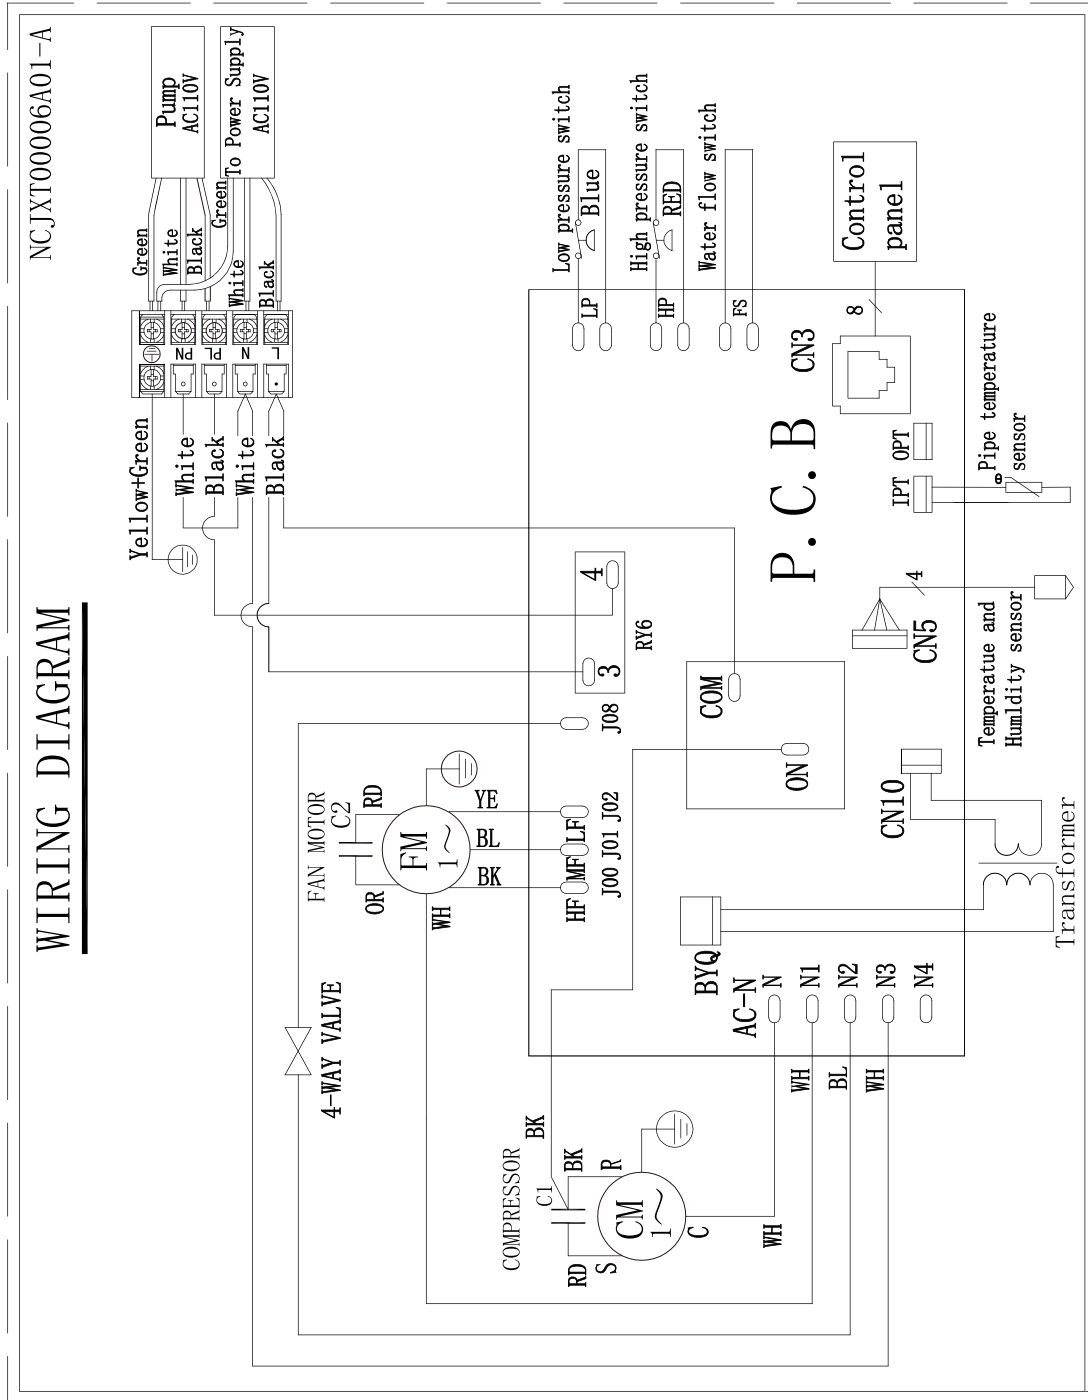 WIRING DIAGRAM
NCJXT00006A01-A
4-WAY VALVE
FAN MOTOR
C2
OR
RD
FM
1~
WH
BK
BL
YE
HF
MF
LF
J00
J01
J02
J08
Yellow+Green
White
Black
White
Black
PN
PL
N
L
Green
White
Black
Green
White
Black
Pump
AC110V
To Power Supply
AC110V
COMPRESSOR
C1
BK
BK
RD
S
R
CM
1~
C
WH
WH
BL
WH
AC-N
N
N1
N2
N3
N4
BYQ
Transformer
CN10
ON
COM
3
4
RY6
P. C. B
CN5
4
Temperatue and
Humldity sensor
IPT
OPT
θ
Pipe temperature
sensor
CN3
8
Control
panel
LP
HP
FS
Low pressure switch
Blue
High pressure switch
RED
Water flow switch